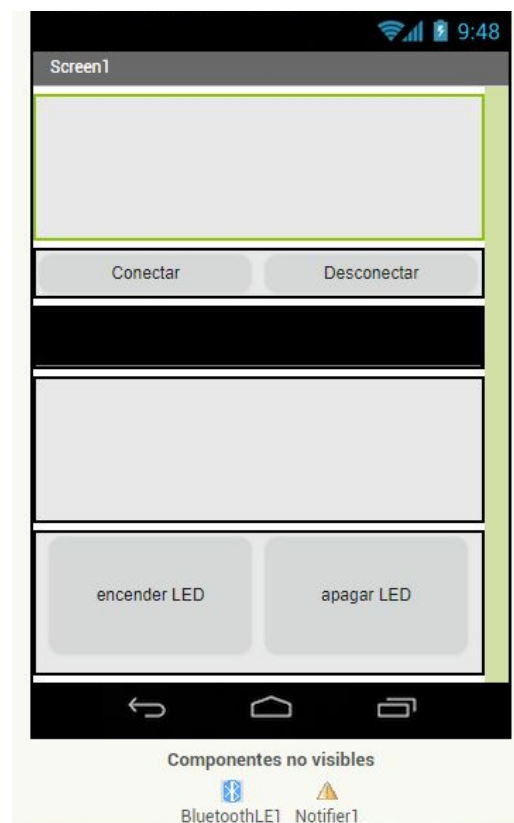 9:48
Screen1
Conectar Desconectar
encender LED apagar LED
Componentes no visibles
BluetoothLE1 Notifier1